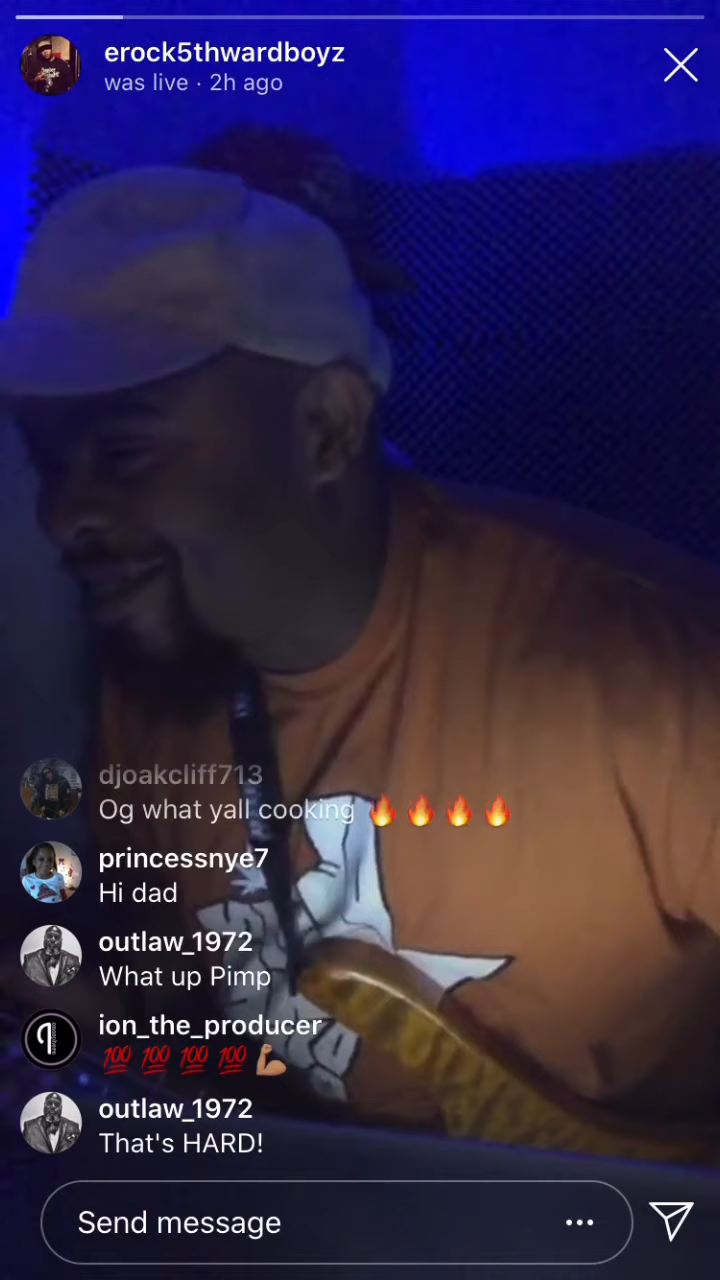 erock5thwardboyz
was live · 2h ago
djoakcliff713
Og what yall cooking 🔥 🔥 🔥 🔥
princessnye7
Hi dad
outlaw_1972
What up Pimp
ion_the_producer
💯 💯 💯 💯 💪🏼
outlaw_1972
That's HARD!
Send message